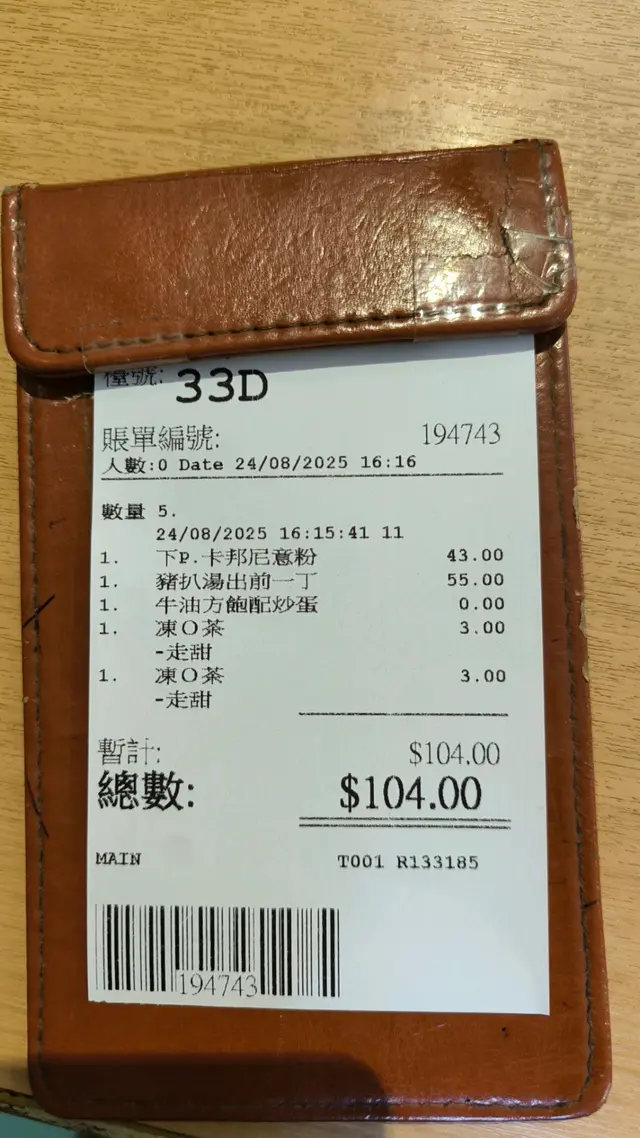 檯號: 33D
賬單編號: 194743
人數:0 Date 24/08/2025 16:16
數量 5.
24/08/2025 16:15:41 11
1. 下P.卡邦尼意粉 43.00
1. 豬扒湯出前一丁 55.00
1. 牛油方飽配炒蛋 0.00
1. 凍O茶 3.00
-走甜
1. 凍O茶 3.00
-走甜
暫計: $104.00
總數: $104.00
MAIN T001 R133185
194743